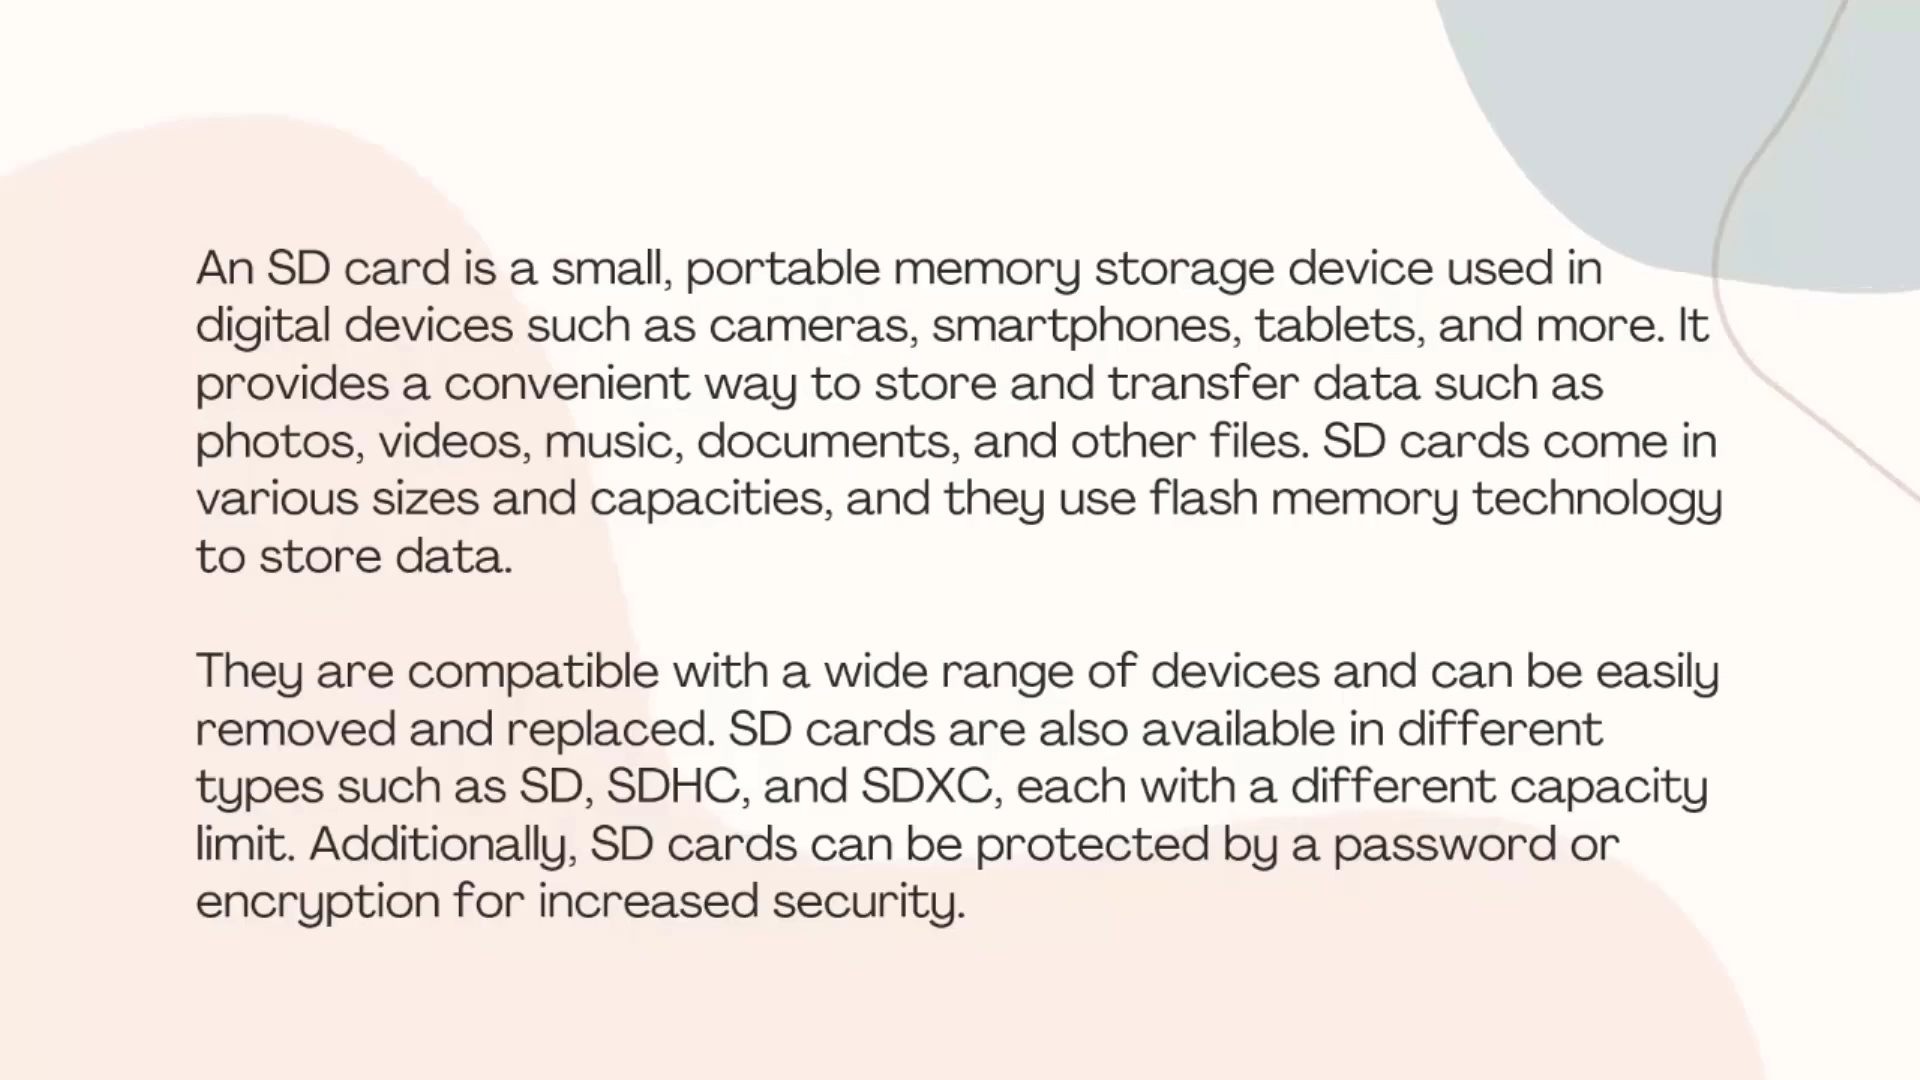 An SD card is a small, portable memory storage device used in
digital devices such as cameras, smartphones, tablets, and more. It
provides a convenient way to store and transfer data such as
photos, videos, music, documents, and other files. SD cards come in
various sizes and capacities, and they use flash memory technology
to store data.
They are compatible with a wide range of devices and can be easily
removed and replaced. SD cards are also available in different
types such as SD, SDHC, and SDXC, each with a different capacity
limit. Additionally, SD cards can be protected by a password or
encryption for increased security.